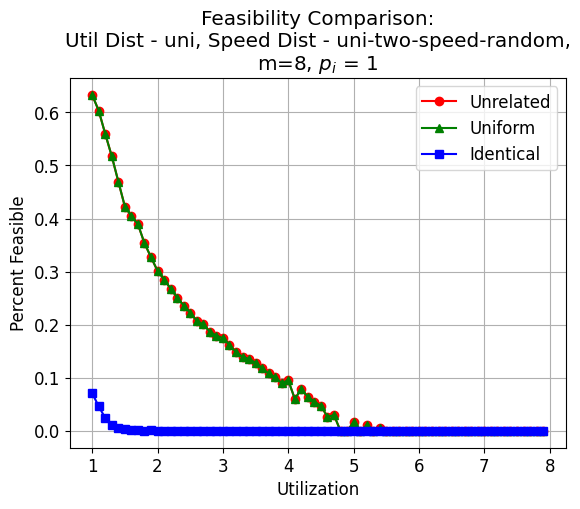 Feasibility Comparison:
Util Dist - uni, Speed Dist - uni-two-speed-random,
m=8, $p_i$ = 1
Unrelated
Uniform
Identical
Percent Feasible
0.6
0.5
0.4
0.3
0.2
0.1
0.0
1 2 3 4 5 6 7 8
Utilization